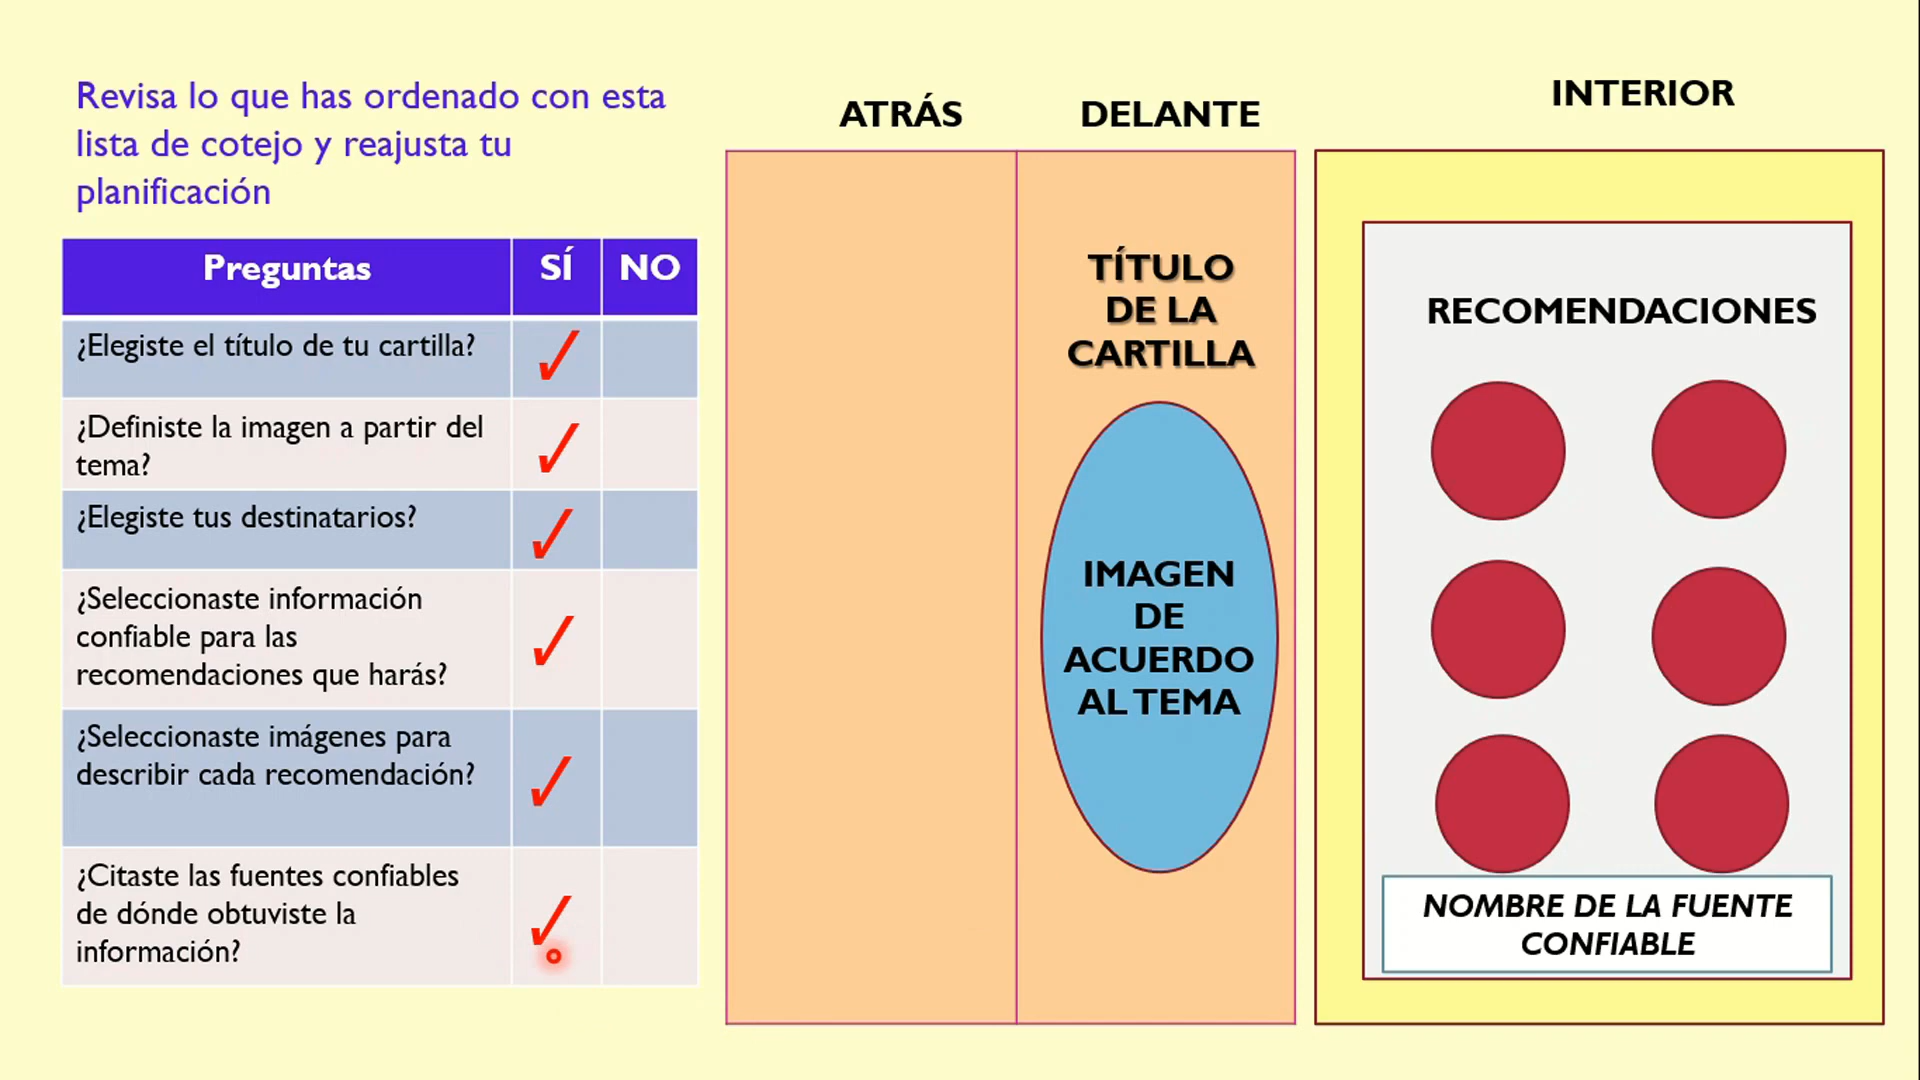 Revisa lo que has ordenado con esta
lista de cotejo y reajusta tu
planificación
Preguntas SÍ NO
¿Elegiste el título de tu cartilla?
¿Definiste la imagen a partir del
tema?
¿Elegiste tus destinatarios?
¿Seleccionaste información
confiable para las
recomendaciones que harás?
¿Seleccionaste imágenes para
describir cada recomendación?
¿Citaste las fuentes confiables
de dónde obtuviste la
información?
ATRÁS
DELANTE
TÍTULO
DE LA
CARTILLA
IMAGEN
DE
ACUERDO
AL TEMA
INTERIOR
RECOMENDACIONES
NOMBRE DE LA FUENTE
CONFIABLE